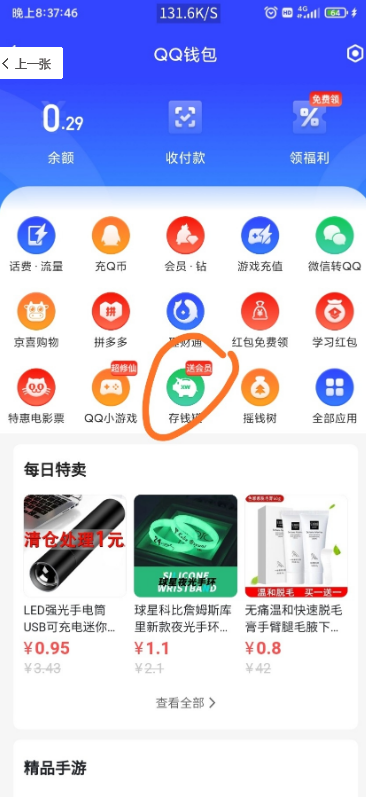 晚上8:37:46
131.6K/S
HD
4G
64
上一张
QQ钱包
0.29
免费领
余额
收付款
领福利
话费·流量
充Q币
会员·钻
游戏充值
微信转QQ
京喜购物
拼
拼多多
理财通
红包免费领
学习红包
超修仙
送会员
特惠电影票
QQ小游戏
存钱罐
摇钱树
全部应用
每日特卖
清仓处理1元
SILICONE
球星夜光手环
WRISTBAND
温和脱毛 买一送一
LED强光手电筒
USB可充电迷你...
球星科比詹姆斯库
里新款夜光手环...
无痛温和快速脱毛
膏手臂腿毛腋下...
¥0.95
¥1.1
¥0.8
¥3.43
¥2.1
¥42
查看全部
精品手游